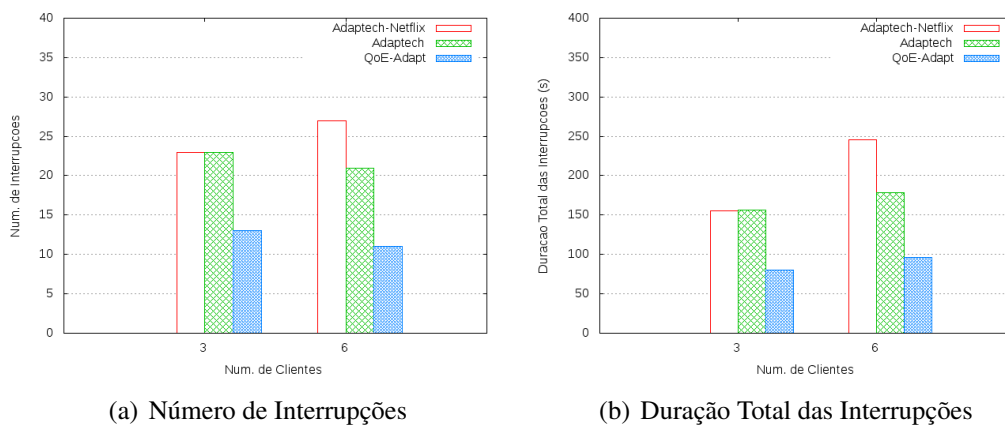 40
35
30
25
20
15
10
5
0
Num. de Interrupcoes
Adaptech-Netflix
Adaptech
QoE-Adapt
3
6
Num. de Clientes
(a) Número de Interrupções
400
350
300
250
200
150
100
50
0
Duracao Total das Interrupcoes (s)
Adaptech-Netflix
Adaptech
QoE-Adapt
3
6
Num. de Clientes
(b) Duração Total das Interrupções